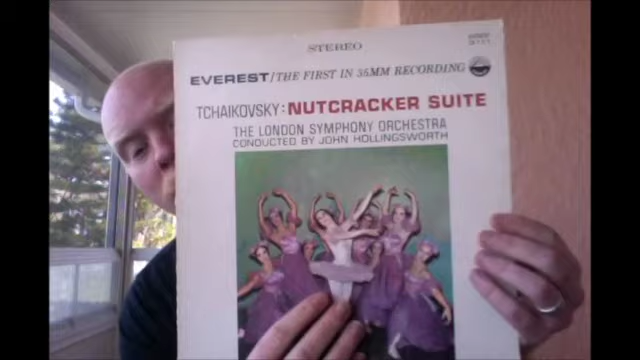 STEREO
EVEREST/THE FIRST IN 35MM RECORDING
TCHAIKOVSKY: NUTCRACKER SUITE
THE LONDON SYMPHONY ORCHESTRA
CONDUCTED BY JOHN HOLLINGSWORTH